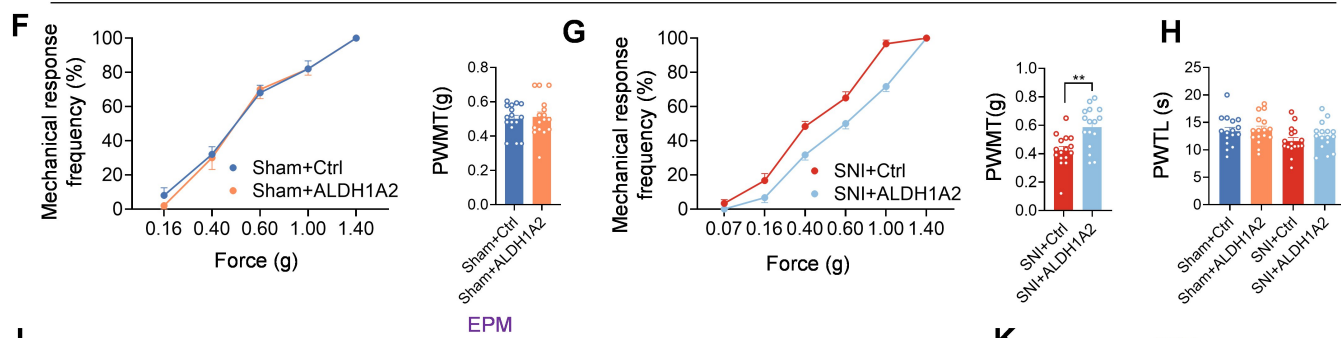 F
Mechanical response
frequency (%)
100
80
60
40
20
0
0.16 0.40 0.60 1.00 1.40
Force (g)
Sham+Ctrl
Sham+ALDH1A2
PWMT(g)
0.8
0.6
0.4
0.2
0.0
Sham+Ctrl
Sham+ALDH1A2
EPM
G
Mechanical response
frequency (%)
100
80
60
40
20
0
0.07 0.16 0.40 0.60 1.00 1.40
Force (g)
SNI+Ctrl
SNI+ALDH1A2
PWMT(g)
1.0
0.8
0.6
0.4
0.2
0.0
**
SNI+Ctrl
SNI+ALDH1A2
H
PWTL (s)
25
20
15
10
5
0
Sham+Ctrl
Sham+ALDH1A2
SNI+Ctrl
SNI+ALDH1A2
K